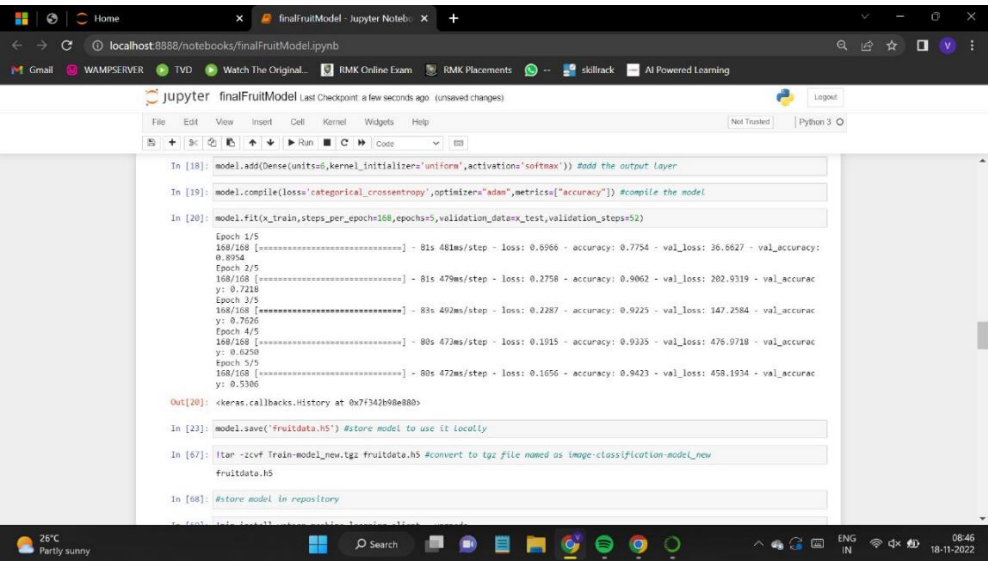 Home
finalFruitModel - Jupyter Notebo
localhost:8888/notebooks/finalFruitModel.ipynb
Gmail WAMPSERVER TVD Watch The Original... RMK Online Exam RMK Placements -- skillrack AI Powered Learning
jupyter finalFruitModel Last Checkpoint: a few seconds ago (unsaved changes) Logout
File Edit View Insert Cell Kernel Widgets Help Not Trusted Python 3
Run Code
In [18]: model.add(Dense(units=6,kernel_initializer='uniform',activation='softmax')) #add the output layer
In [19]: model.compile(loss='categorical_crossentropy',optimizer="adam",metrics=["accuracy"]) #compile the model
In [20]: model.fit(x_train,steps_per_epoch=168,epochs=5,validation_data=x_test,validation_steps=52)
Epoch 1/5
168/168 [==============================] - 81s 481ms/step - loss: 0.6966 - accuracy: 0.7754 - val_loss: 36.6627 - val_accuracy:
0.8954
Epoch 2/5
168/168 [==============================] - 81s 479ms/step - loss: 0.2758 - accuracy: 0.9062 - val_loss: 202.9319 - val_accurac
y: 0.7218
Epoch 3/5
168/168 [==============================] - 83s 492ms/step - loss: 0.2287 - accuracy: 0.9225 - val_loss: 147.2584 - val_accurac
y: 0.7626
Epoch 4/5
168/168 [==============================] - 80s 473ms/step - loss: 0.1915 - accuracy: 0.9335 - val_loss: 476.9718 - val_accurac
y: 0.6250
Epoch 5/5
168/168 [==============================] - 80s 472ms/step - loss: 0.1656 - accuracy: 0.9423 - val_loss: 458.1934 - val_accurac
y: 0.5306
Out[20]: <keras.callbacks.History at 0x7f342b98e880>
In [23]: model.save('fruitdata.h5') #store model to use it locally
In [67]: !tar -zcvf Train-model_new.tgz fruitdata.h5 #convert to tgz file named as image-classification-model_new
fruitdata.h5
In [68]: #store model in repository
26°C
Partly sunny
Search
ENG
IN
08:46
18-11-2022